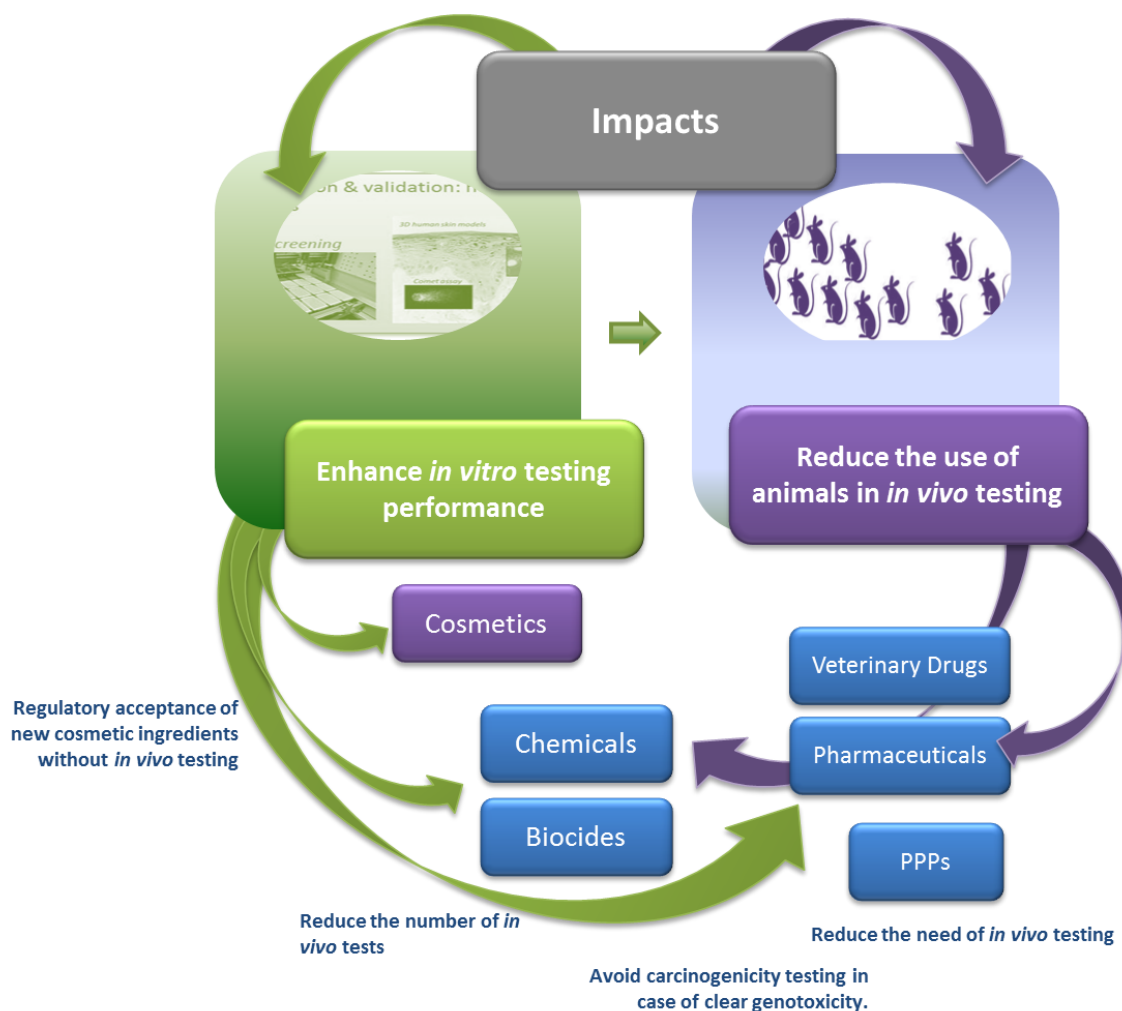 Impacts
on & validation:
3D human skin models
creening
Comet assay
Enhance in vitro testing
performance
Reduce the use of
animals in in vivo testing
Cosmetics
Veterinary Drugs
Regulatory acceptance of
new cosmetic ingredients
without in vivo testing
Chemicals
Pharmaceuticals
Biocides
PPPs
Reduce the number of in
vivo tests
Reduce the need of in vivo testing
Avoid carcinogenicity testing in
case of clear genotoxicity.